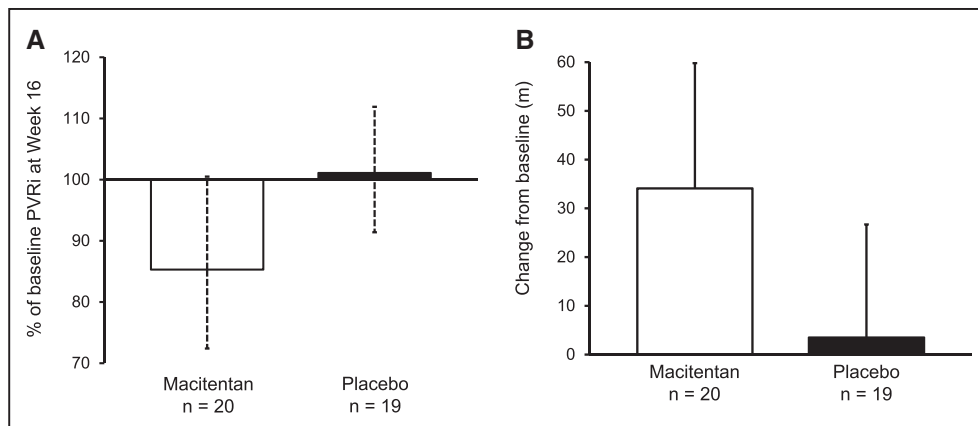 A
% of baseline PVRi at Week 16
120
110
100
90
80
70
Macitentan
n = 20
Placebo
n = 19
B
Change from baseline (m)
60
50
40
30
20
10
0
Macitentan
n = 20
Placebo
n = 19